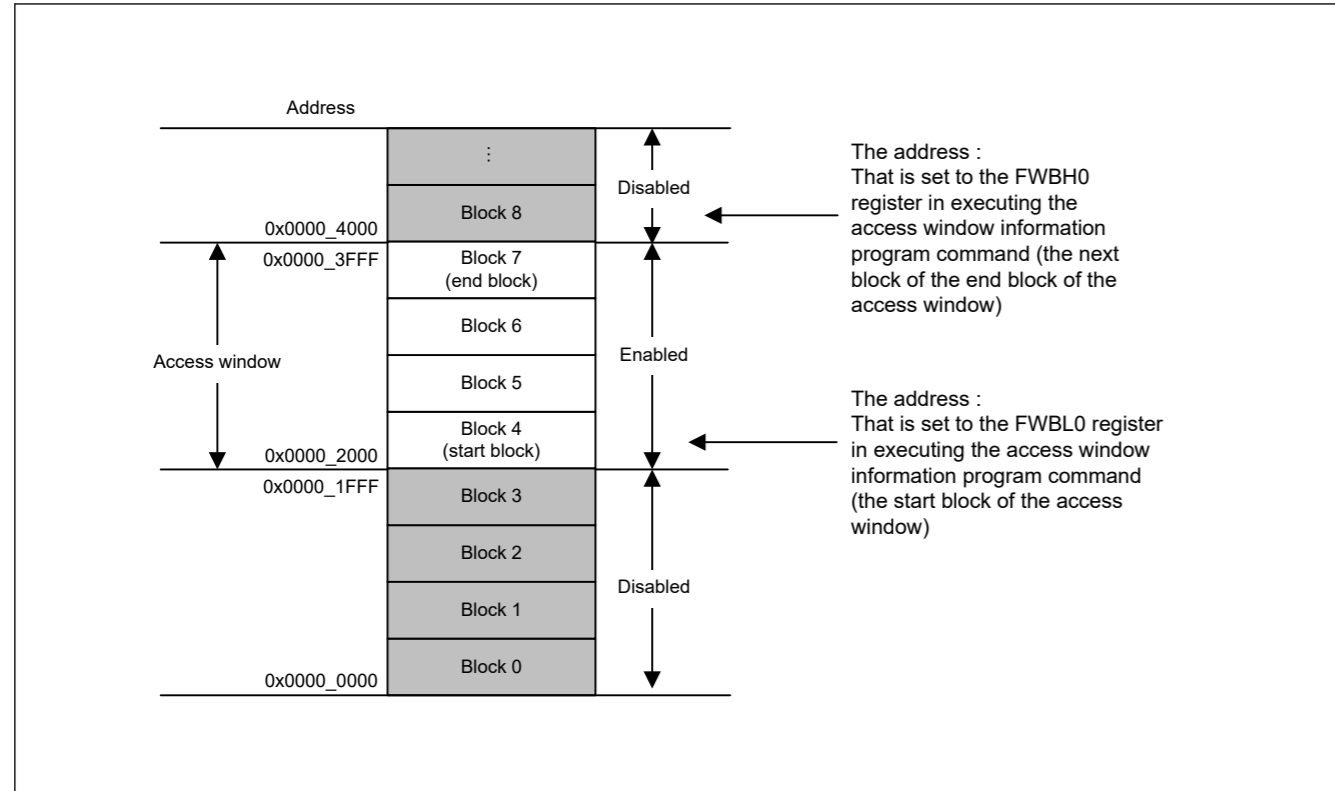 Address
⋮
Disabled
Block 8
0x0000_4000
The address :
That is set to the FWBH0
register in executing the
access window information
program command (the next
block of the end block of the
access window)
0x0000_3FFF
Block 7
(end block)
Block 6
Access window
Enabled
Block 5
Block 4
(start block)
0x0000_2000
The address :
That is set to the FWBL0 register
in executing the access window
information program command
(the start block of the access
window)
0x0000_1FFF
Block 3
Block 2
Disabled
Block 1
Block 0
0x0000_0000